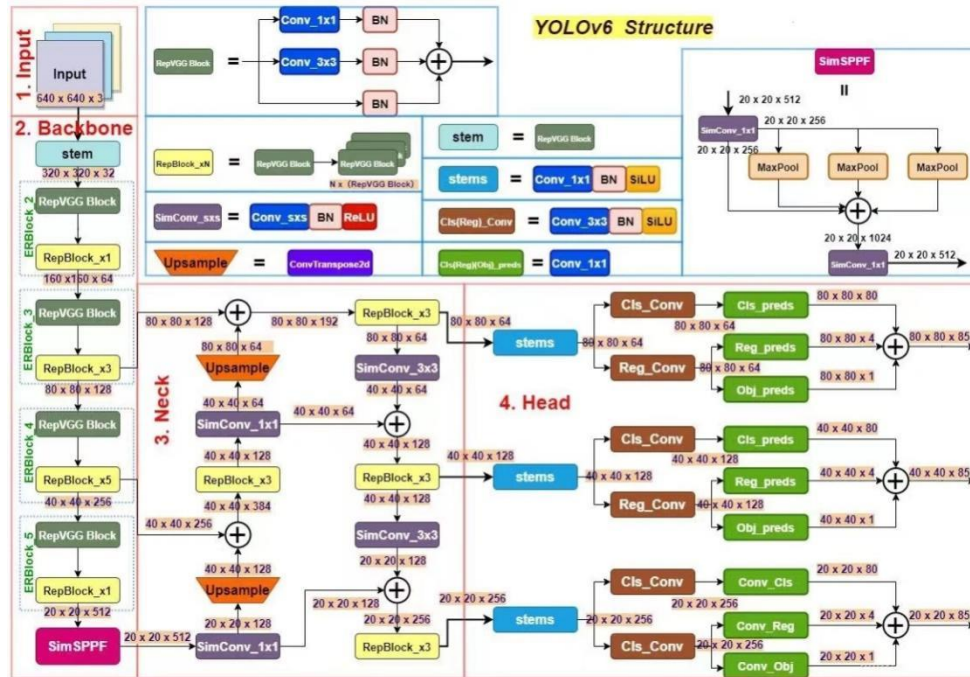 YOLOv6 Structure
1. Input
Input
640 x 640 x 3
RepVGG Block
=
Conv_1x1
BN
Conv_3x3
BN
BN
SimSPPF
=
20 x 20 x 512
SimConv_1x1
20 x 20 x 256
20 x 20 x 256
MaxPool
MaxPool
MaxPool
20 x 20 x 1024
SimConv_1x1
20 x 20 x 512
RepBlock_xN
=
RepVGG Block
RepVGG Block
N x (RepVGG Block)
stem
=
RepVGG Block
stems
=
Conv_1x1
BN
SiLU
SimConv_sxs
=
Conv_sxs
BN
ReLU
Cls(Reg)_Conv
=
Conv_3x3
BN
SiLU
Upsample
=
ConvTranspose2d
Cls(Reg)(Obj)_preds
=
Conv_1x1
2. Backbone
stem
320 x 320 x 32
ERBlock_2
RepVGG Block
RepBlock_x1
160 x160 x 64
ERBlock_3
RepVGG Block
RepBlock_x3
80 x 80 x 128
ERBlock_4
RepVGG Block
RepBlock_x5
40 x 40 x 256
ERBlock_5
RepVGG Block
RepBlock_x1
20 x 20 x 512
SimSPPF
20 x 20 x 512
3. Neck
80 x 80 x 128
80 x 80 x 192
RepBlock_x3
80 x 80 x 64
80 x 80 x 64
80 x 80 x 64
Upsample
SimConv_3x3
40 x 40 x 64
40 x 40 x 64
40 x 40 x 64
SimConv_1x1
40 x 40 x 128
40 x 40 x 128
RepBlock_x3
RepBlock_x3
40 x 40 x 128
40 x 40 x 384
40 x 40 x 128
40 x 40 x 256
SimConv_3x3
40 x 40 x 128
20 x 20 x 128
Upsample
20 x 20 x 128
20 x 20 x 128
20 x 20 x 256
20 x 20 x 256
SimConv_1x1
RepBlock_x3
4. Head
stems
80 x 80 x 64
Cls_Conv
80 x 80 x 64
Cls_preds
80 x 80 x 80
Reg_Conv
80 x 80 x 64
Reg_preds
80 x 80 x 4
80 x 80 x 85
Obj_preds
80 x 80 x 1
stems
40 x 40 x 128
Cls_Conv
40 x 40 x 128
Cls_preds
40 x 40 x 80
Reg_Conv
40 x 40 x 128
Reg_preds
40 x 40 x 4
40 x 40 x 85
Obj_preds
40 x 40 x 1
stems
20 x 20 x 256
Cls_Conv
20 x 20 x 256
Conv_Cls
20 x 20 x 80
Cls_Conv
20 x 20 x 256
Conv_Reg
20 x 20 x 4
20 x 20 x 85
Conv_Obj
20 x 20 x 1